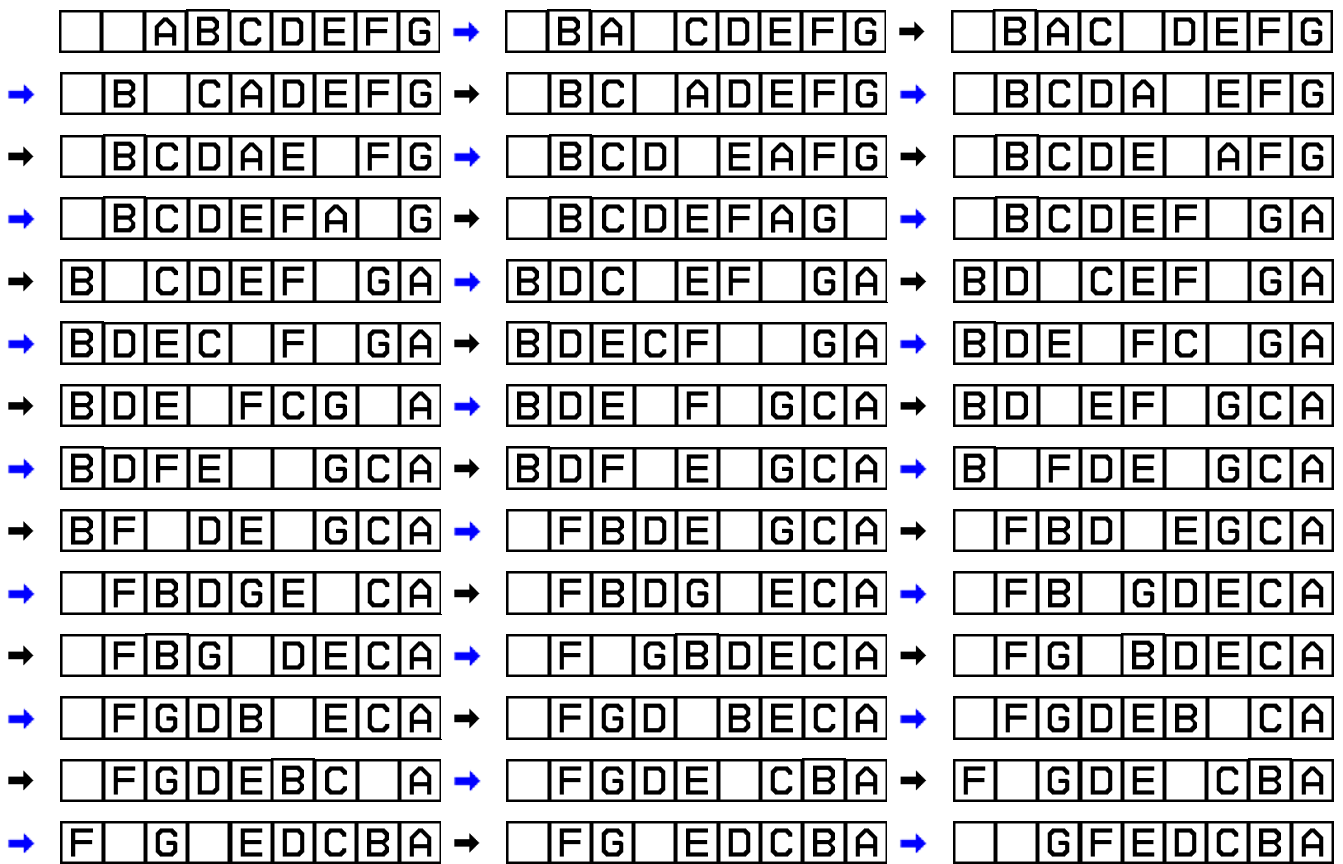 ABCDEFG → BA CDEFG → BAC DEFG
→ B CADEFG → BC ADEFG → BCDA EFG
→ BCDAE FG → BCD EAFG → BCDE AFG
→ BCDEFA G → BCDEFAG → BCDEF GA
→ B CDEF GA → BDC EF GA → BD CEF GA
→ BDEC F GA → BDECF GA → BDE FC GA
→ BDE FCG A → BDE F GCA → BD EF GCA
→ BDFE GCA → BDF E GCA → B FDE GCA
→ BF DE GCA → FBDE GCA → FBD EGCA
→ FBDGE CA → FBDG ECA → FB GDECA
→ FBG DECA → F GBDECA → FG BDECA
→ FGDB ECA → FGD BECA → FGDEB CA
→ FGDEBC A → FGDE CBA → F GDE CBA
→ F G EDCBA → FG EDCBA → GFEDCBA